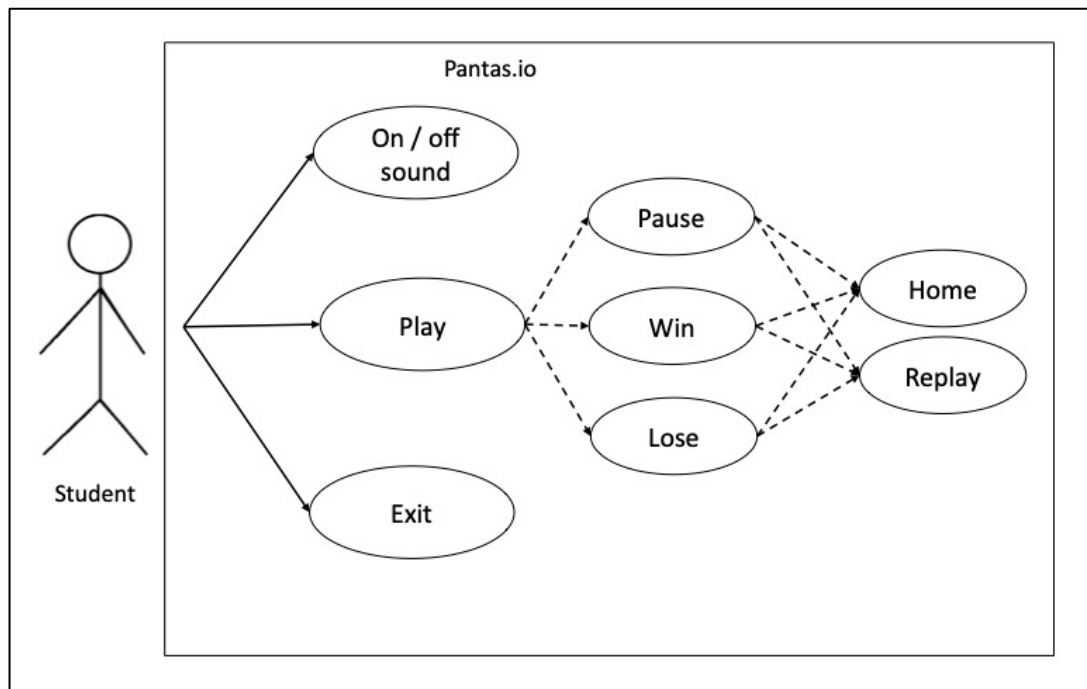 Pantas.io
On / off
sound
Pause
Home
Play
Win
Replay
Lose
Student
Exit